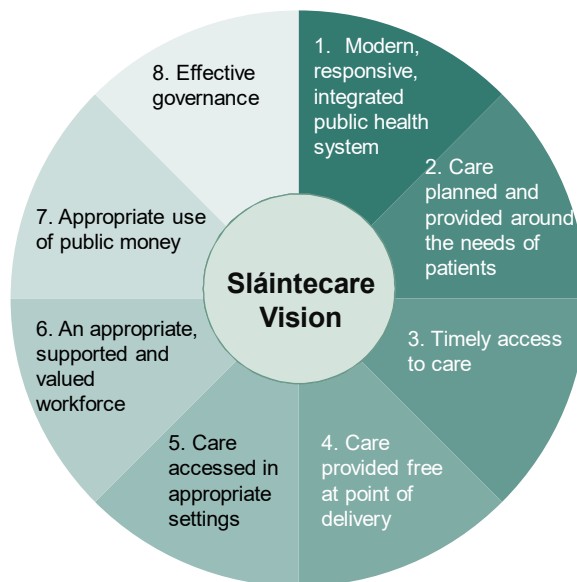 Sláintecare
Vision
1. Modern,
responsive,
integrated
public health
system
2. Care
planned and
provided around
the needs of
patients
3. Timely access
to care
4. Care
provided free
at point of
delivery
5. Care
accessed in
appropriate
settings
6. An appropriate,
supported and
valued
workforce
7. Appropriate use
of public money
8. Effective
governance